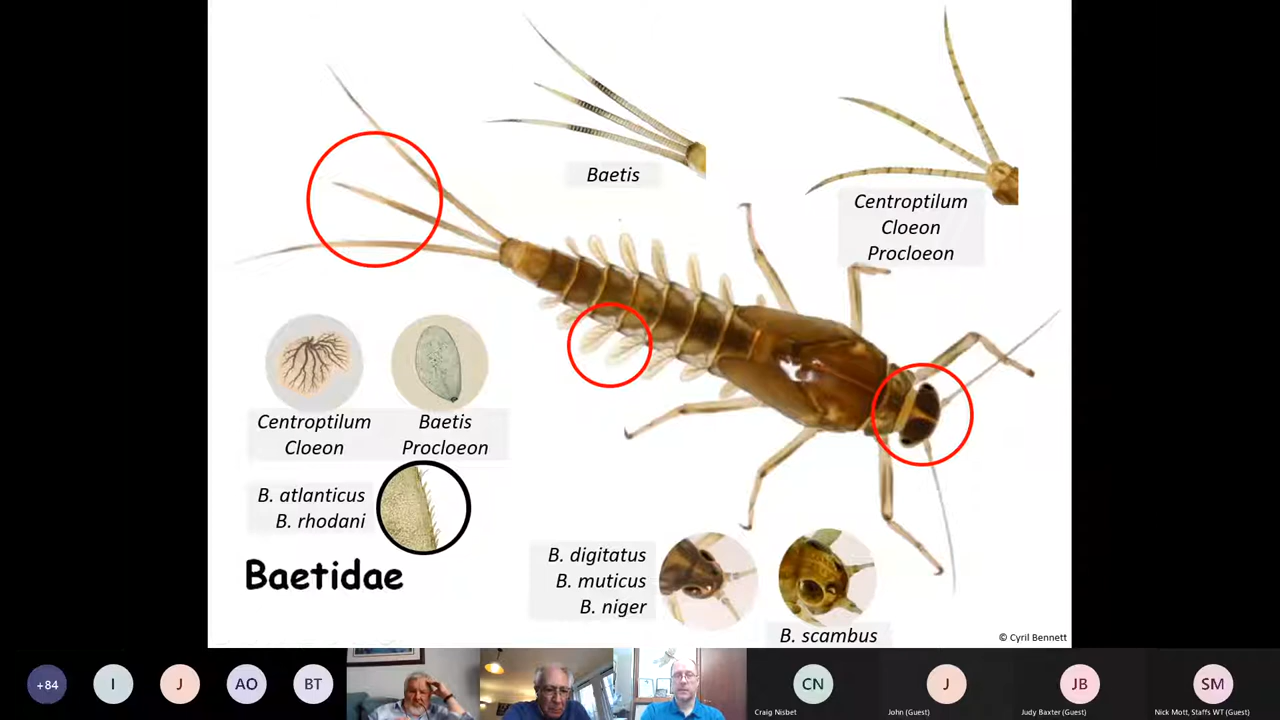 Baetis
Centroptilum
Cloeon
Procloeon
Centroptilum
Cloeon
Baetis
Procloeon
B. atlanticus
B. rhodani
Baetidae
B. digitatus
B. muticus
B. niger
B. scambus
© Cyril Bennett
+84
I
J
AO
BT
CN
J
JB
SM
Craig Nisbet
John (Guest)
Judy Baxter (Guest)
Nick Mott, Staffs WT (Guest)